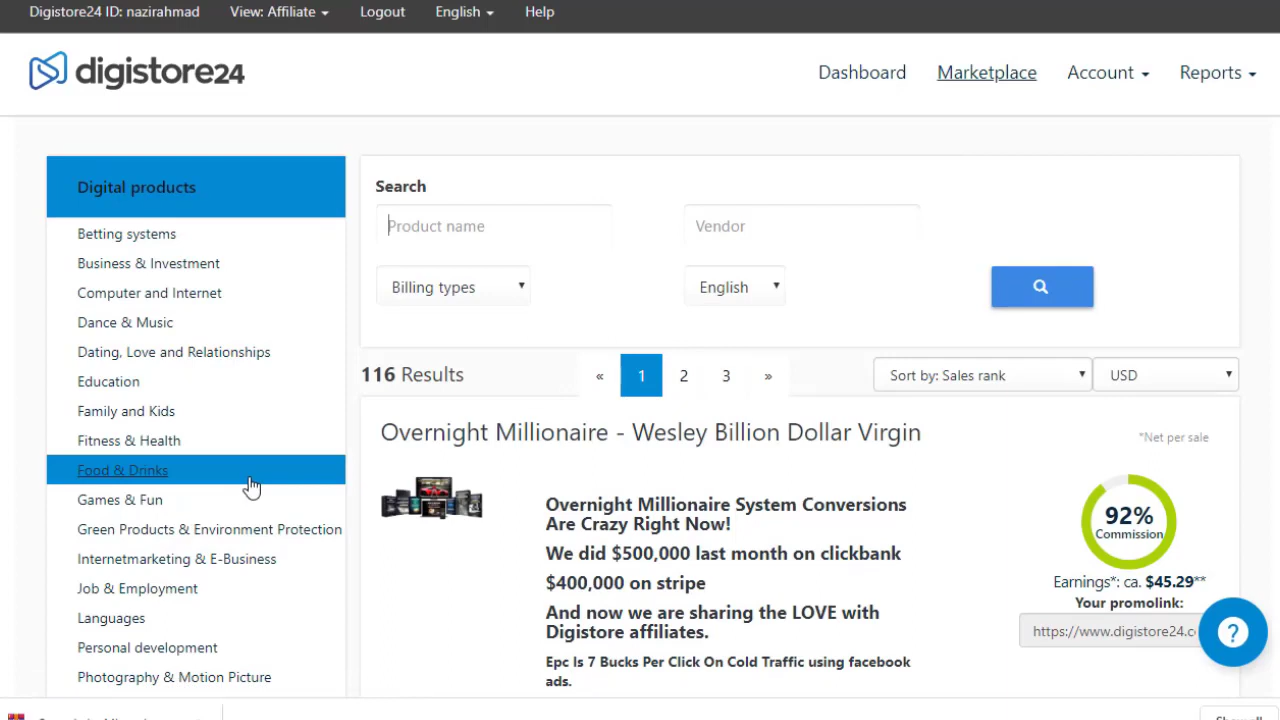 Digistore24 ID: nazirahmad View: Affiliate Logout English Help
digistore24
Dashboard Marketplace Account Reports
Digital products
Betting systems
Business & Investment
Computer and Internet
Dance & Music
Dating, Love and Relationships
Education
Family and Kids
Fitness & Health
Food & Drinks
Games & Fun
Green Products & Environment Protection
Internetmarketing & E-Business
Job & Employment
Languages
Personal development
Photography & Motion Picture
Search
Product name Vendor
Billing types English
116 Results « 1 2 3 » Sort by: Sales rank USD
Overnight Millionaire - Wesley Billion Dollar Virgin
*Net per sale
Overnight Millionaire System Conversions
Are Crazy Right Now!
We did $500,000 last month on clickbank
$400,000 on stripe
And now we are sharing the LOVE with
Digistore affiliates.
Epc Is 7 Bucks Per Click On Cold Traffic using facebook
ads.
92%
Commission
Earnings*: ca. $45.29**
Your promolink:
https://www.digistore24.c
?